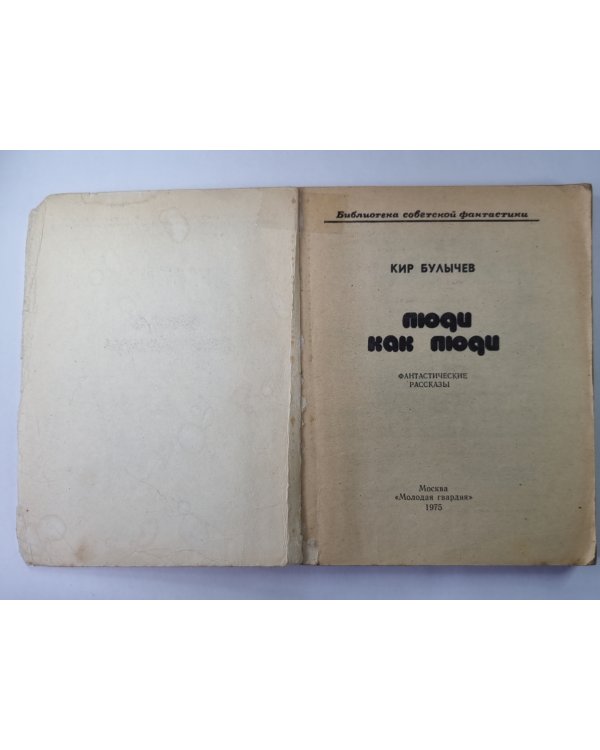 Библиотека советской фантастики
КИР БУЛЫЧЕВ
люди
как люди
ФАНТАСТИЧЕСКИЕ
РАССКАЗЫ
Москва
«Молодая гвардия»
1975